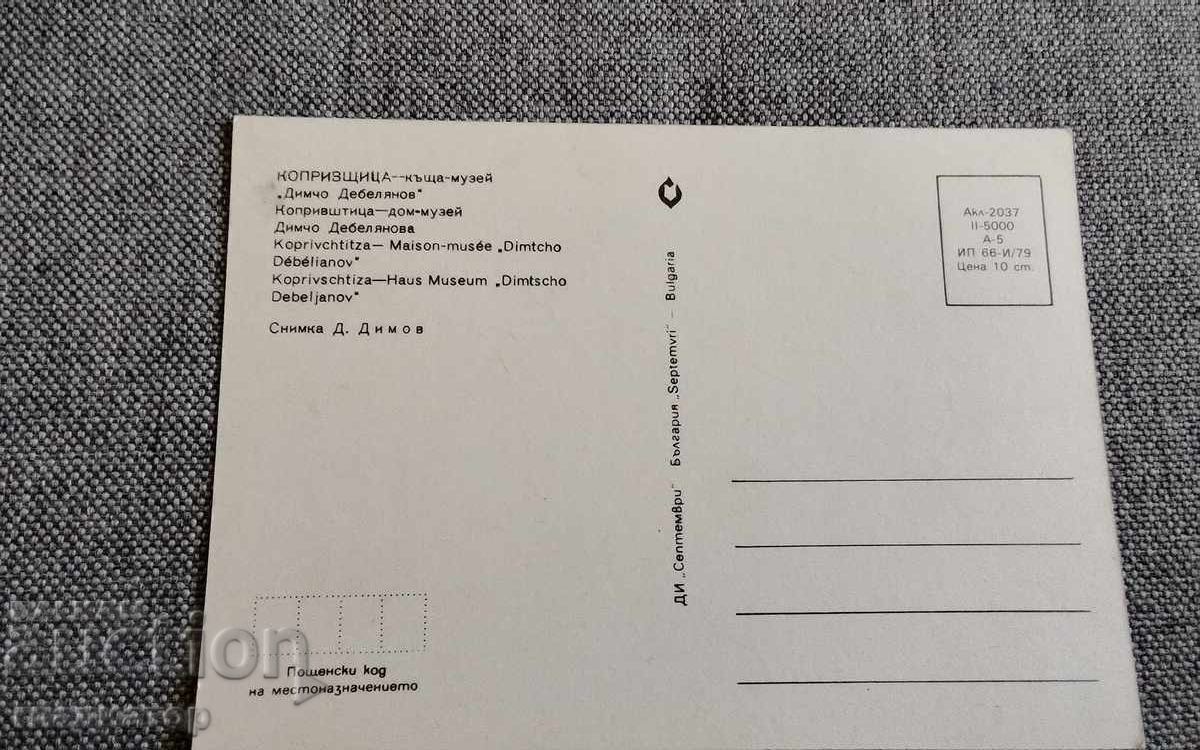 КОПРИВЩИЦА--къща-музей
„Димчо Дебелянов“
Копривштица—дом-музей
Димчо Дебелянова
Koprivchtitza— Maison-musée „Dimtcho
Débélianov“
Koprivschtiza—Haus Museum „Dimtscho
Debeljanov“
Снимка Д. Димов
Пощенски код
на местоназначението
ДИ „Септември“ България „Septemvri“ — Bulgaria
Акл-2037
II-5000
А-5
ИП 66-И/79
Цена 10 ст.
auction